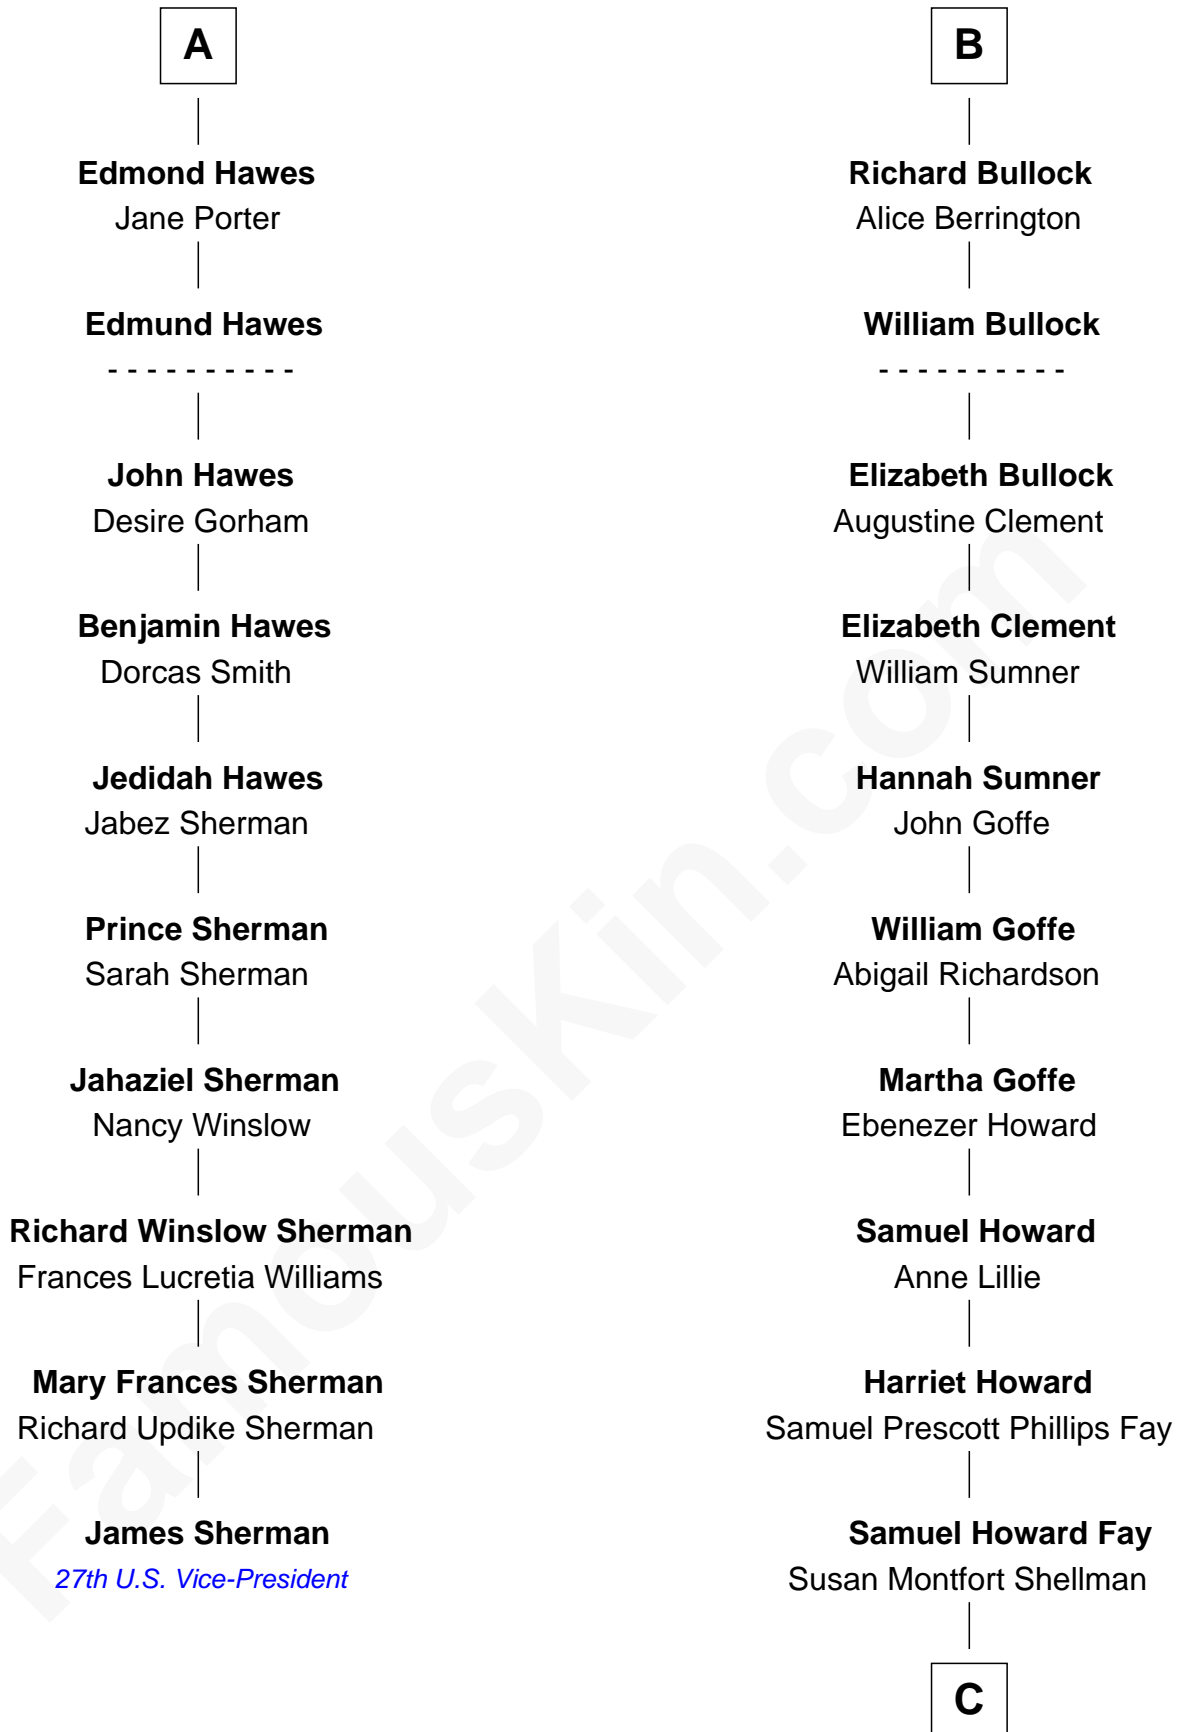 A
Edmond Hawes
Jane Porter
Edmund Hawes
- - - - - - - - - -
John Hawes
Desire Gorham
Benjamin Hawes
Dorcas Smith
Jedidah Hawes
Jabez Sherman
Prince Sherman
Sarah Sherman
Jahaziel Sherman
Nancy Winslow
Richard Winslow Sherman
Frances Lucretia Williams
Mary Frances Sherman
Richard Updike Sherman
James Sherman
27th U.S. Vice-President
B
Richard Bullock
Alice Berrington
William Bullock
- - - - - - - - - -
Elizabeth Bullock
Augustine Clement
Elizabeth Clement
William Sumner
Hannah Sumner
John Goffe
William Goffe
Abigail Richardson
Martha Goffe
Ebenezer Howard
Samuel Howard
Anne Lillie
Harriet Howard
Samuel Prescott Phillips Fay
Samuel Howard Fay
Susan Montfort Shellman
C
FamousKin.com